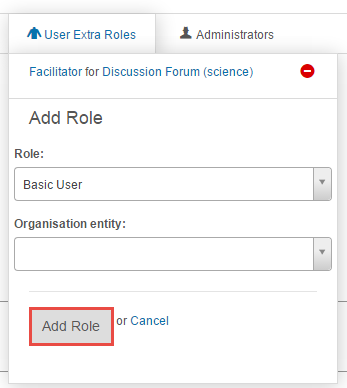 User Extra Roles Administrators
Facilitator for Discussion Forum (science)
Add Role
Role:
Basic User
Organisation entity:
Add Role or Cancel